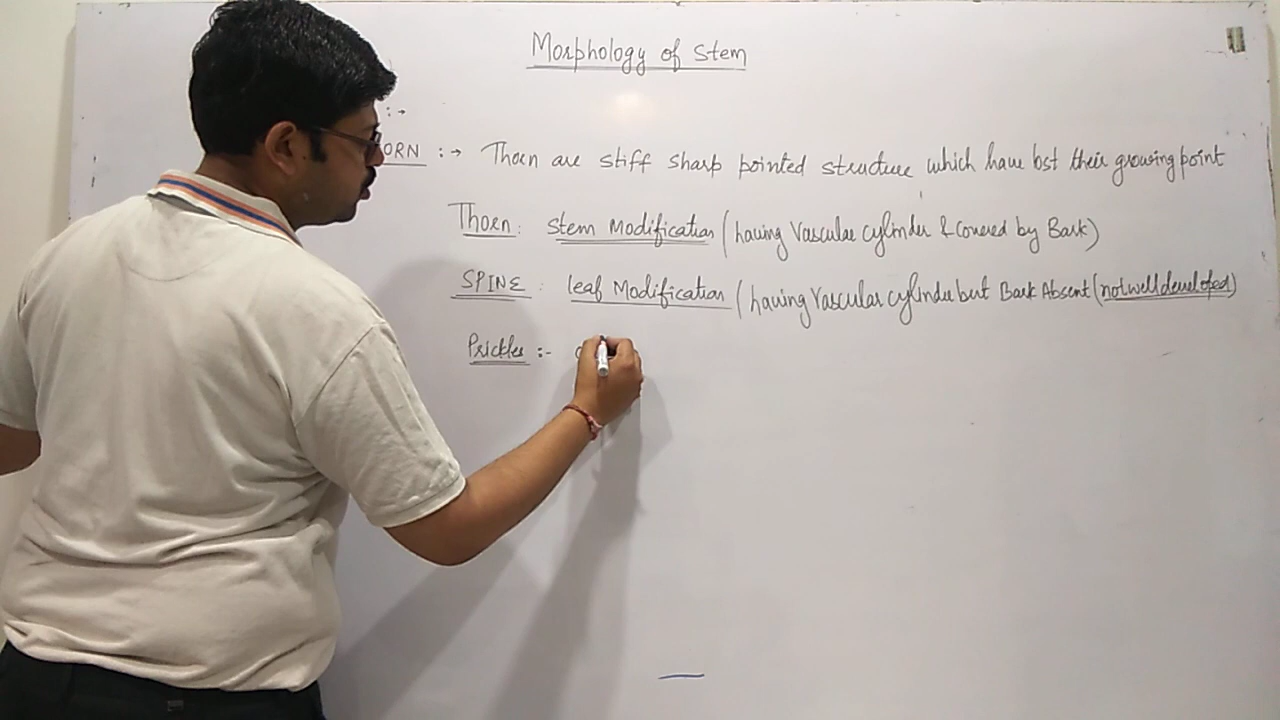 Morphology of Stem
:→
ORN :→ Thorn are stiff sharp pointed structure which have lost their growing point
Thorn: Stem Modification (having Vascular cylinder & covered by Bark)
SPINE : leaf Modification (having Vascular cylinder but Bark Absent (not well developed)
Prickles :-